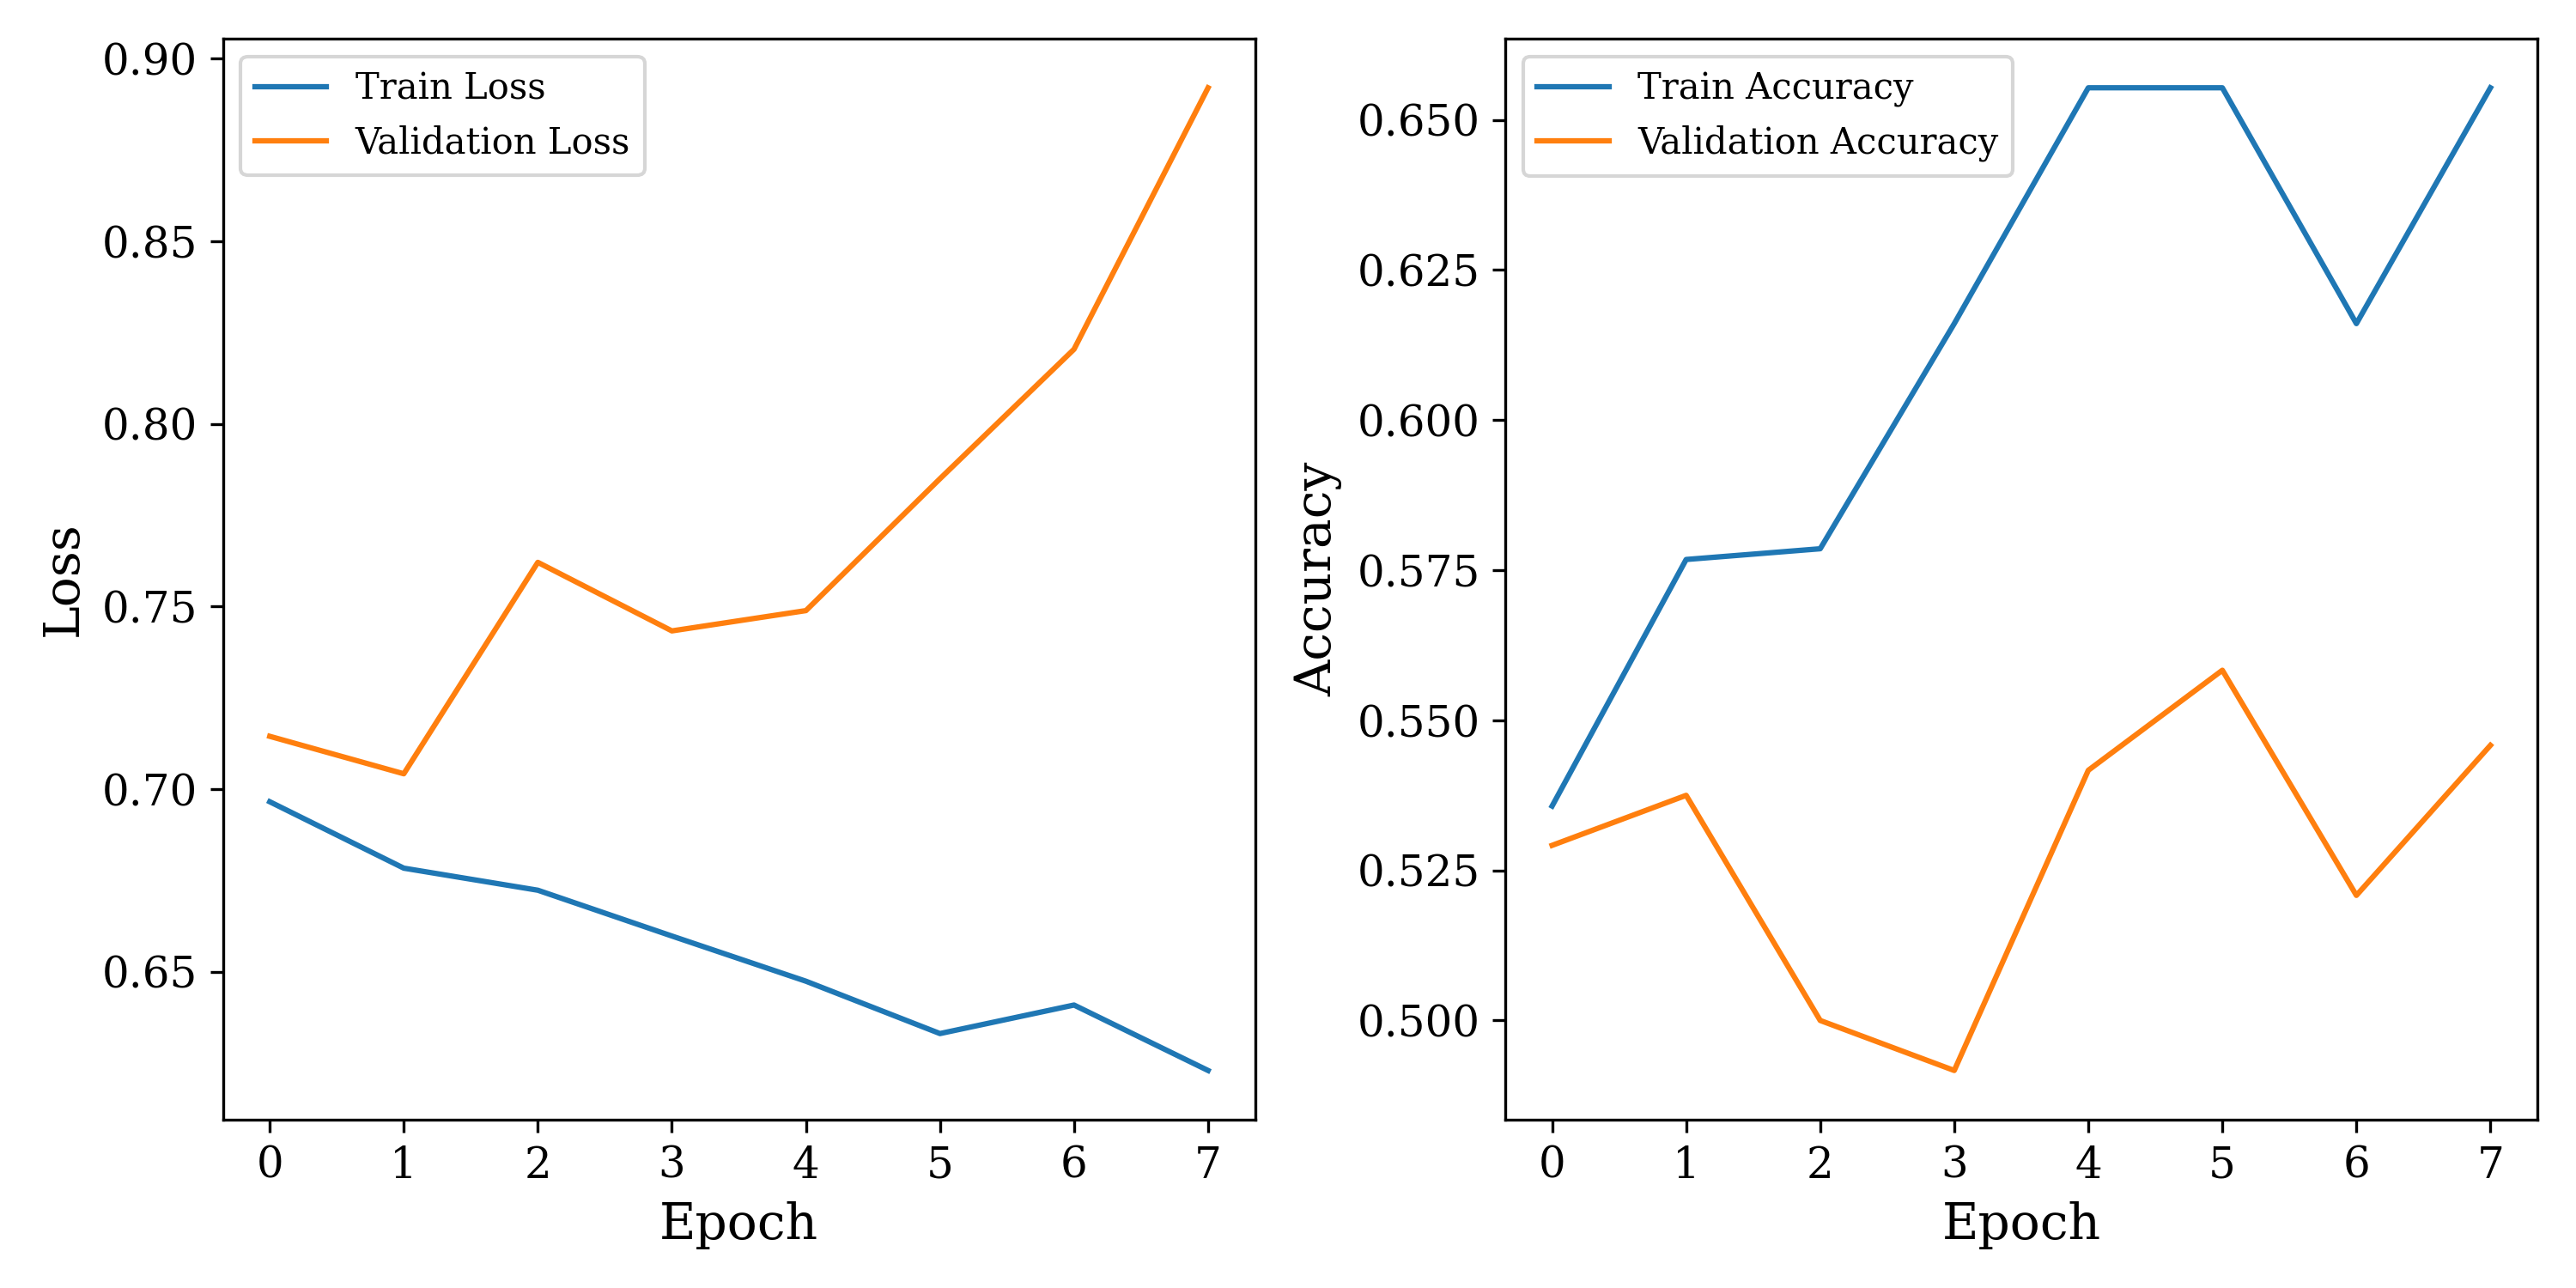 Train Loss
Validation Loss
0.90
0.85
0.80
0.75
0.70
0.65
Loss
0 1 2 3 4 5 6 7
Epoch
Train Accuracy
Validation Accuracy
0.650
0.625
0.600
0.575
0.550
0.525
0.500
Accuracy
0 1 2 3 4 5 6 7
Epoch